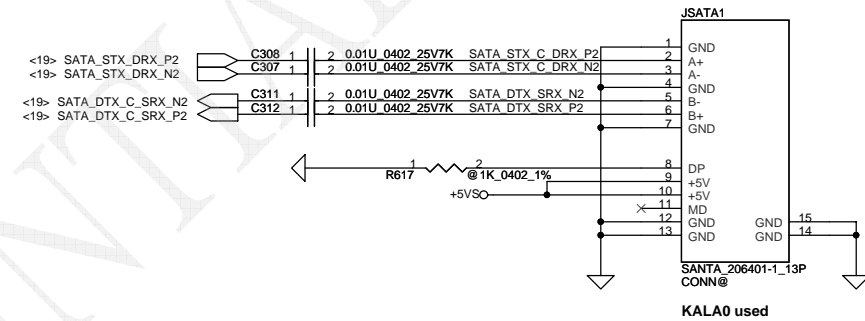 JSATA1
<19> SATA_STX_DRX_P2 C308 1 2 0.01U_0402_25V7K SATA_STX_C_DRX_P2
<19> SATA_STX_DRX_N2 C307 1 2 0.01U_0402_25V7K SATA_STX_C_DRX_N2
<19> SATA_DTX_C_SRX_N2 C311 1 2 0.01U_0402_25V7K SATA_DTX_SRX_N2
<19> SATA_DTX_C_SRX_P2 C312 1 2 0.01U_0402_25V7K SATA_DTX_SRX_P2
1 GND
2 A+
3 A-
4 GND
5 B-
6 B+
7 GND
R617 1 2 @1K_0402_1%
+5VS
8 DP
9 +5V
10 +5V
11 MD
12 GND GND 15
13 GND GND 14
SANTA_206401-1_13P
CONN@
KALA0 used
NTIA